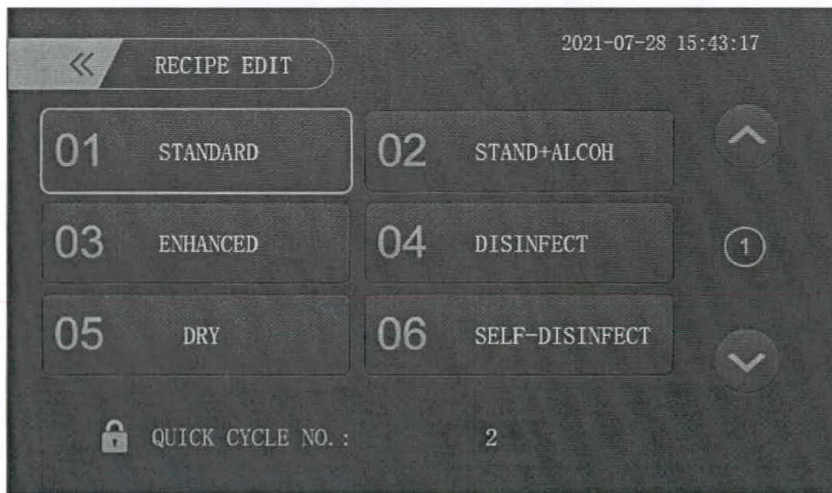 2021-07-28 15:43:17
RECIPE EDIT
01 STANDARD
02 STAND+ALCOH
03 ENHANCED
04 DISINFECT
1
05 DRY
06 SELF-DISINFECT
QUICK CYCLE NO.: 2